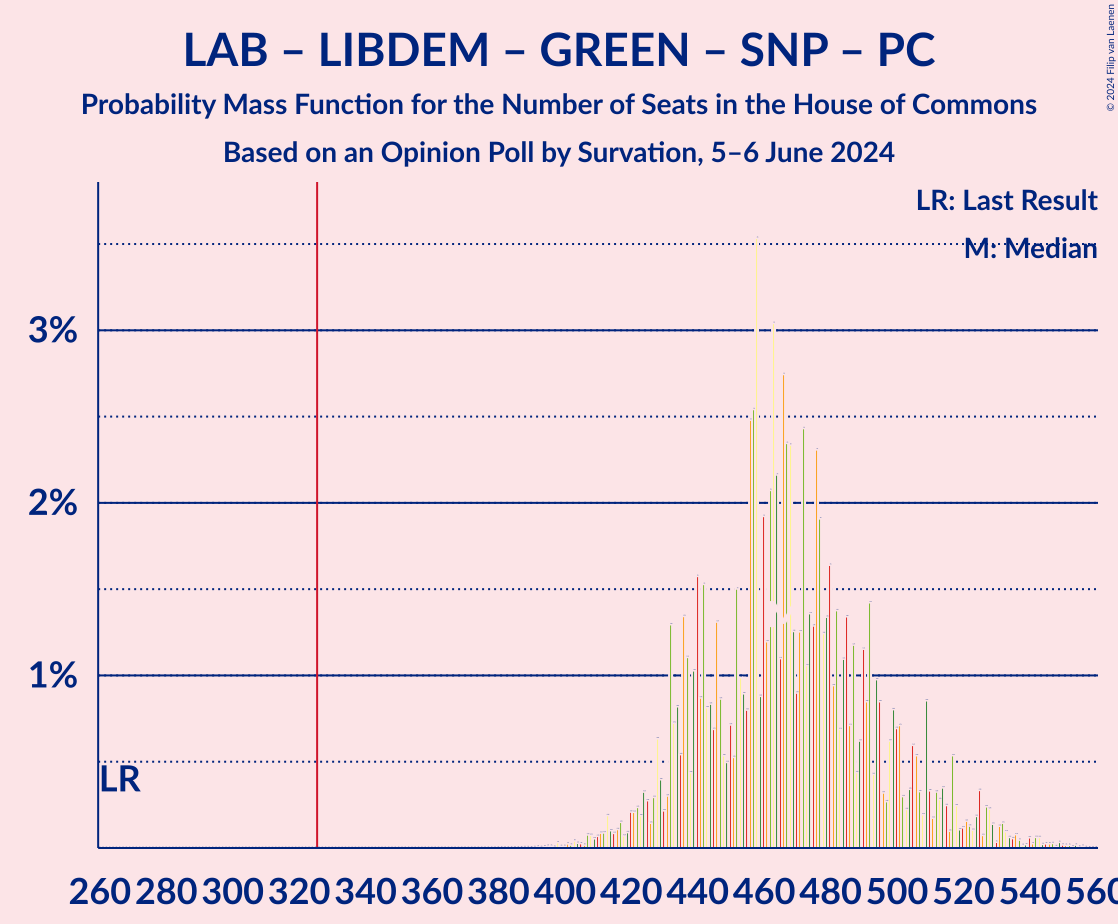 LAB – LIBDEM – GREEN – SNP – PC
Probability Mass Function for the Number of Seats in the House of Commons
Based on an Opinion Poll by Survation, 5–6 June 2024
© 2024 Filip van Laenen
LR: Last Result
M: Median
3%
2%
1%
LR
260 280 300 320 340 360 380 400 420 440 460 480 500 520 540 560